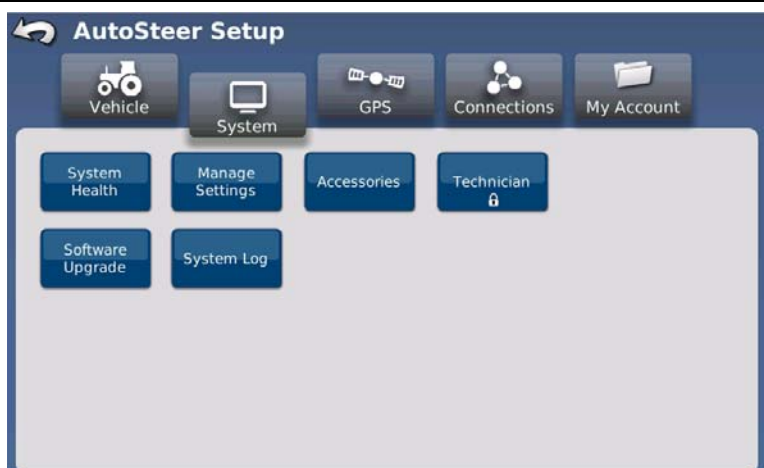 AutoSteer Setup
Vehicle
System
GPS
Connections
My Account
System
Health
Manage
Settings
Accessories
Technician
Software
Upgrade
System Log